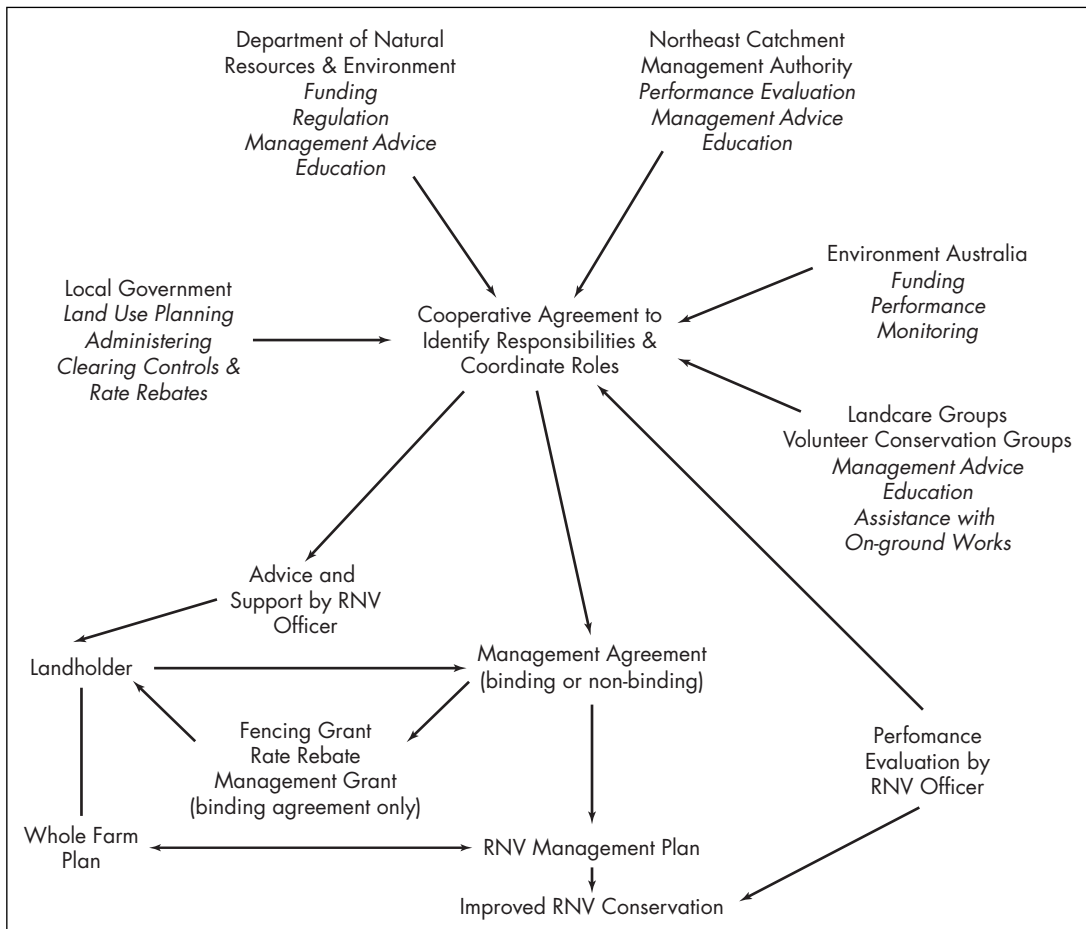 Department of Natural
Resources & Environment
Funding
Regulation
Management Advice
Education
Northeast Catchment
Management Authority
Performance Evaluation
Management Advice
Education
Environment Australia
Funding
Performance
Monitoring
Local Government
Land Use Planning
Administering
Clearing Controls &
Rate Rebates
Cooperative Agreement to
Identify Responsibilities &
Coordinate Roles
Landcare Groups
Volunteer Conservation Groups
Management Advice
Education
Assistance with
On-ground Works
Advice and
Support by RNV
Officer
Landholder
Management Agreement
(binding or non-binding)
Fencing Grant
Rate Rebate
Management Grant
(binding agreement only)
Perfomance
Evaluation by
RNV Officer
Whole Farm
Plan
RNV Management Plan
Improved RNV Conservation